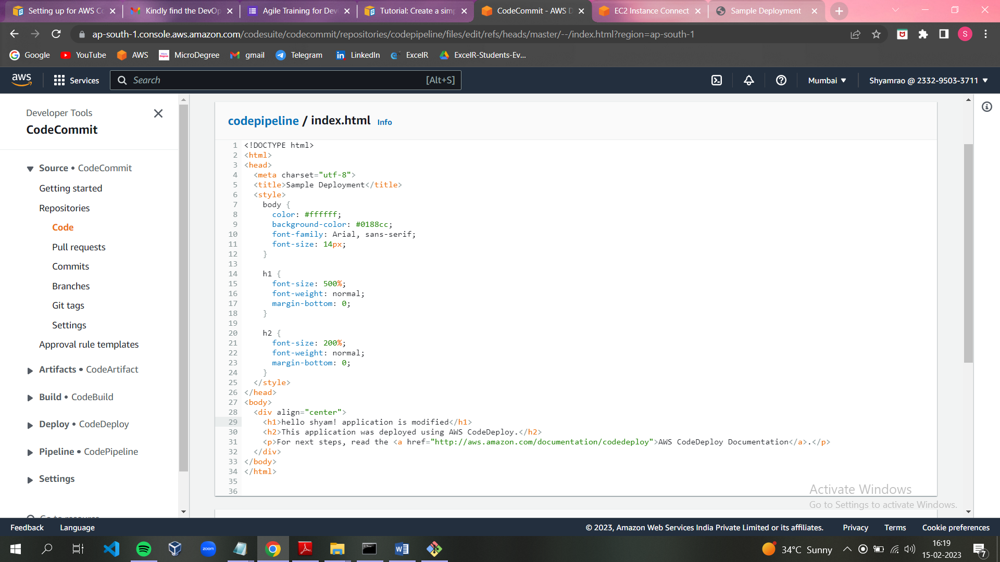 Setting up for AWS Co
Kindly find the DevOp
Agile Training for Dev
Tutorial: Create a simp
CodeCommit - AWS D
EC2 Instance Connect
Sample Deployment
ap-south-1.console.aws.amazon.com/codesuite/codecommit/repositories/codepipeline/files/edit/refs/heads/master/--/index.html?region=ap-south-1
S
Google
YouTube
AWS
MicroDegree
gmail
Telegram
LinkedIn
ExcelR
ExcelR-Students-Ev...
aws
Services
Search
[Alt+S]
Mumbai
Shyamrao @ 2332-9503-3711
Developer Tools
CodeCommit
Source • CodeCommit
Getting started
Repositories
Code
Pull requests
Commits
Branches
Git tags
Settings
Approval rule templates
Artifacts • CodeArtifact
Build • CodeBuild
Deploy • CodeDeploy
Pipeline • CodePipeline
Settings
Go to resource
codepipeline / index.html Info
1 <!DOCTYPE html>
2 <html>
3 <head>
4 <meta charset="utf-8">
5 <title>Sample Deployment</title>
6 <style>
7 body {
8 color: #ffffff;
9 background-color: #0188cc;
10 font-family: Arial, sans-serif;
11 font-size: 14px;
12 }
13
14 h1 {
15 font-size: 500%;
16 font-weight: normal;
17 margin-bottom: 0;
18 }
19
20 h2 {
21 font-size: 200%;
22 font-weight: normal;
23 margin-bottom: 0;
24 }
25 </style>
26 </head>
27 <body>
28 <div align="center">
29 <h1>hello shyam! application is modified</h1>
30 <h2>This application was deployed using AWS CodeDeploy.</h2>
31 <p>For next steps, read the <a href="http://aws.amazon.com/documentation/codedeploy">AWS CodeDeploy Documentation</a>.</p>
32 </div>
33 </body>
34 </html>
35
36
Activate Windows
Go to Settings to activate Windows.
Feedback
Language
© 2023, Amazon Web Services India Private Limited or its affiliates.
Privacy
Terms
Cookie preferences
zoom
34°C Sunny
16:19
15-02-2023
7